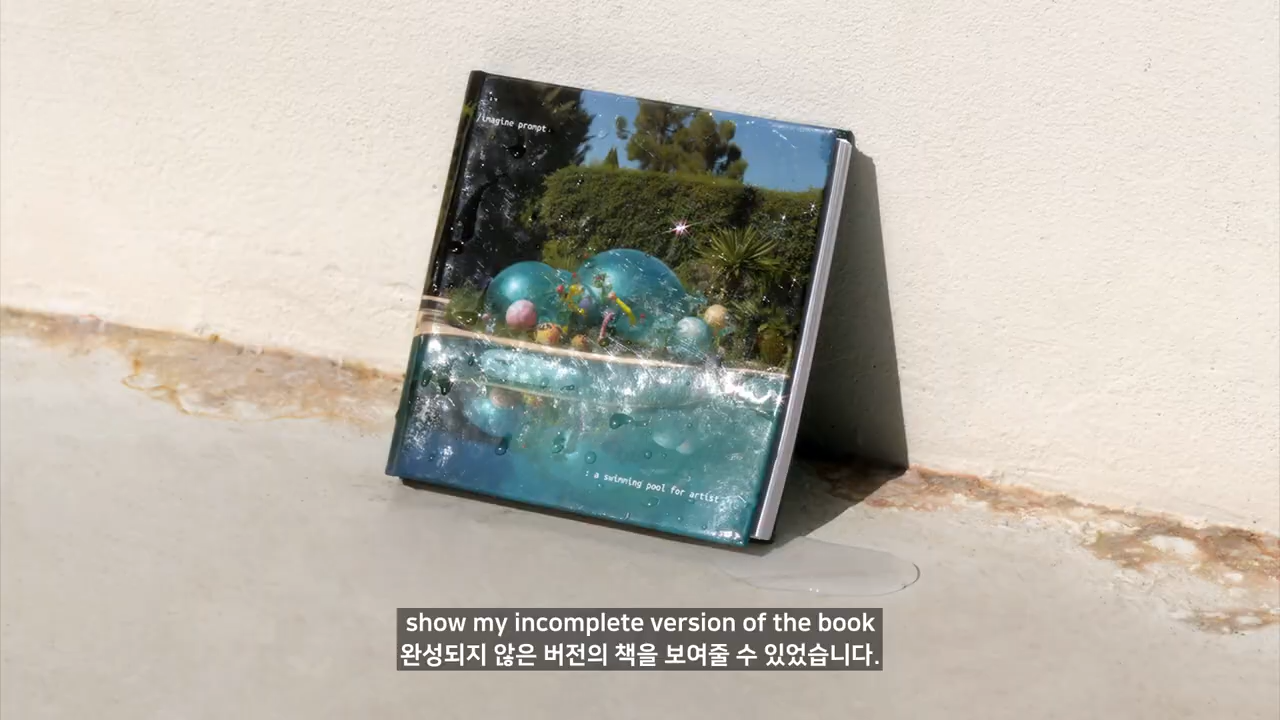 /imagine prompt:
: a swimming pool for artist
show my incomplete version of the book
완성되지 않은 버전의 책을 보여줄 수 있었습니다.